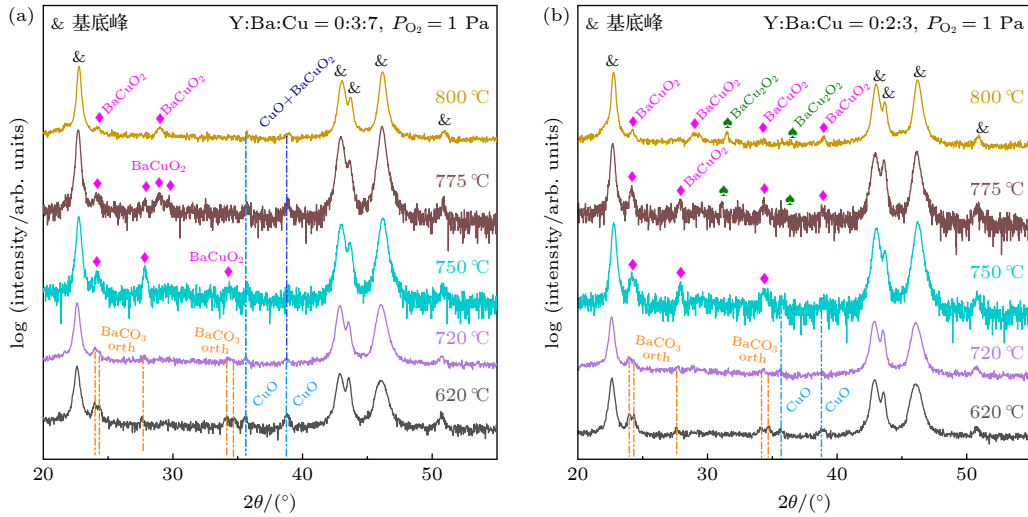 (a)
& 基底峰
Y:Ba:Cu = 0:3:7, P_O₂ = 1 Pa
&
&
&
&
&
BaCuO₂
BaCuO₂
CuO+BaCuO₂
800 ℃
BaCuO₂
775 ℃
BaCuO₂
750 ℃
BaCO₃
orth
BaCO₃
orth
720 ℃
CuO
CuO
620 ℃
log (intensity/arb. units)
20
30
40
50
2θ/(°)
(b)
& 基底峰
Y:Ba:Cu = 0:2:3, P_O₂ = 1 Pa
&
&
&
&
&
BaCuO₂
BaCuO₂
BaCu₂O₂
BaCuO₂
BaCu₂O₂
BaCuO₂
800 ℃
BaCuO₂
775 ℃
750 ℃
BaCO₃
orth
BaCO₃
orth
720 ℃
CuO
CuO
620 ℃
log (intensity/arb. units)
20
30
40
50
2θ/(°)